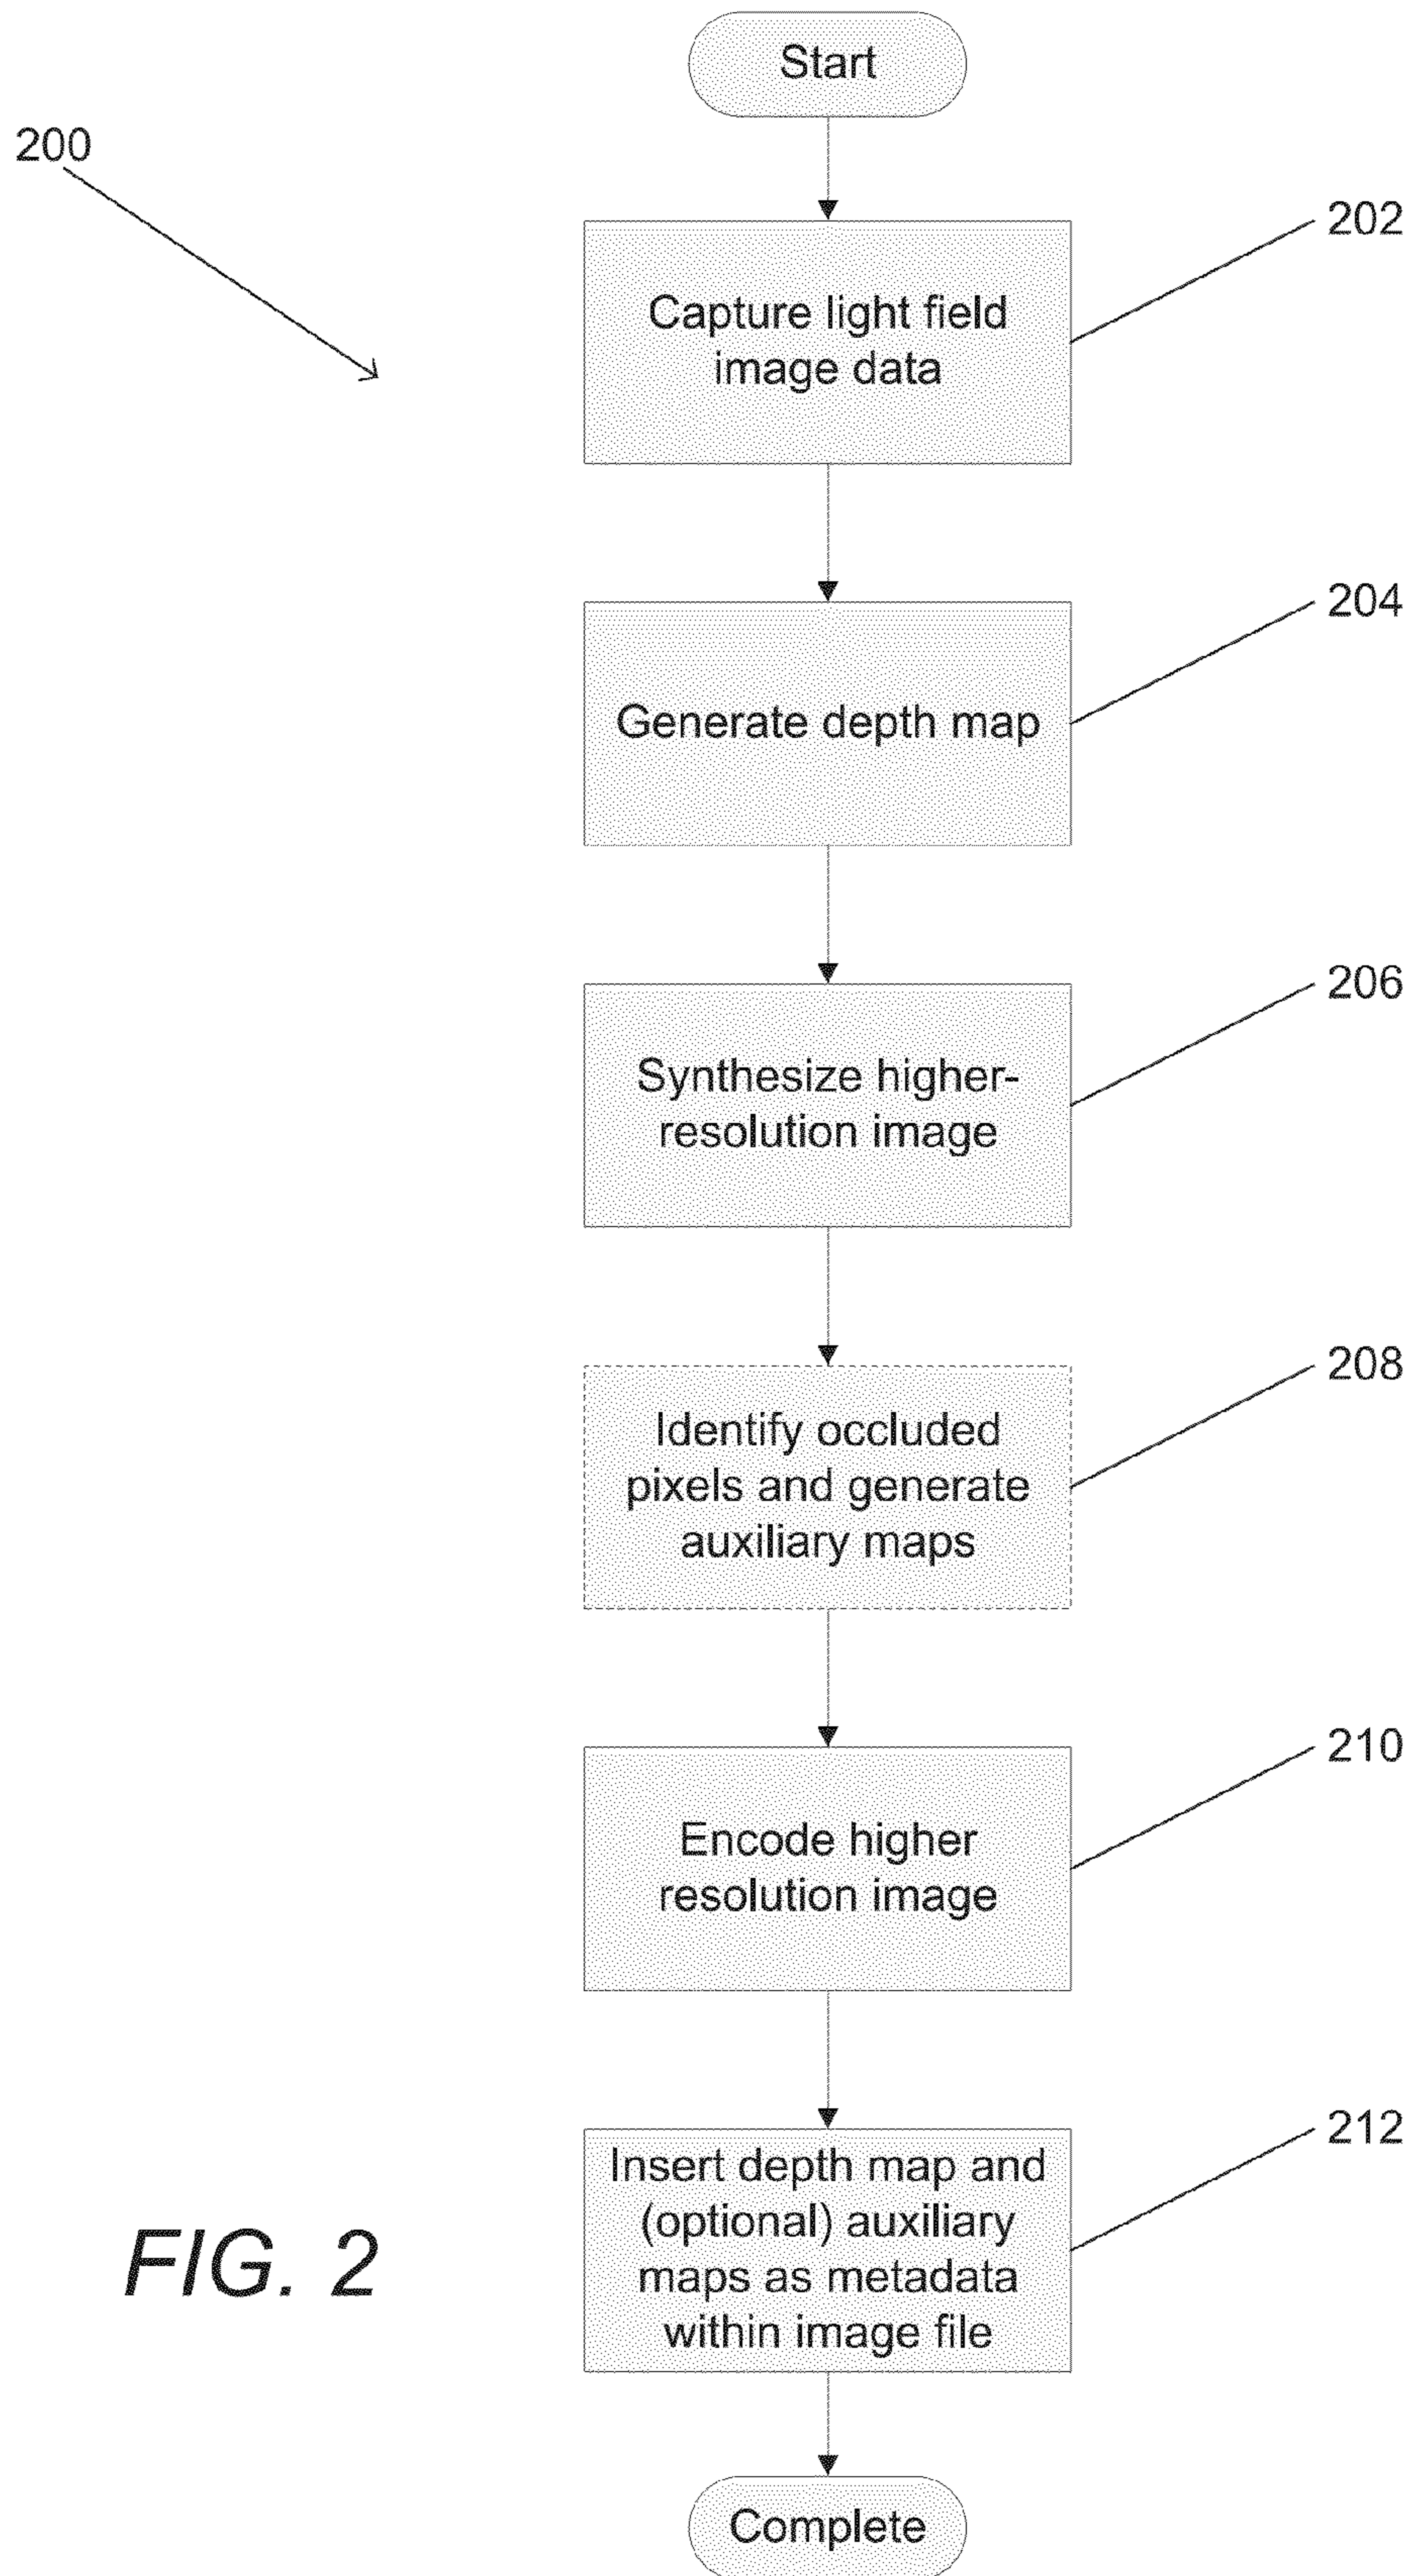 Start
200
202
Capture light field
image data
204
Generate depth map
206
Synthesize higher-
resolution image
208
Identify occluded
pixels and generate
auxiliary maps
210
Encode higher
resolution image
212
Insert depth map and
(optional) auxiliary
maps as metadata
within image file
FIG. 2
Complete